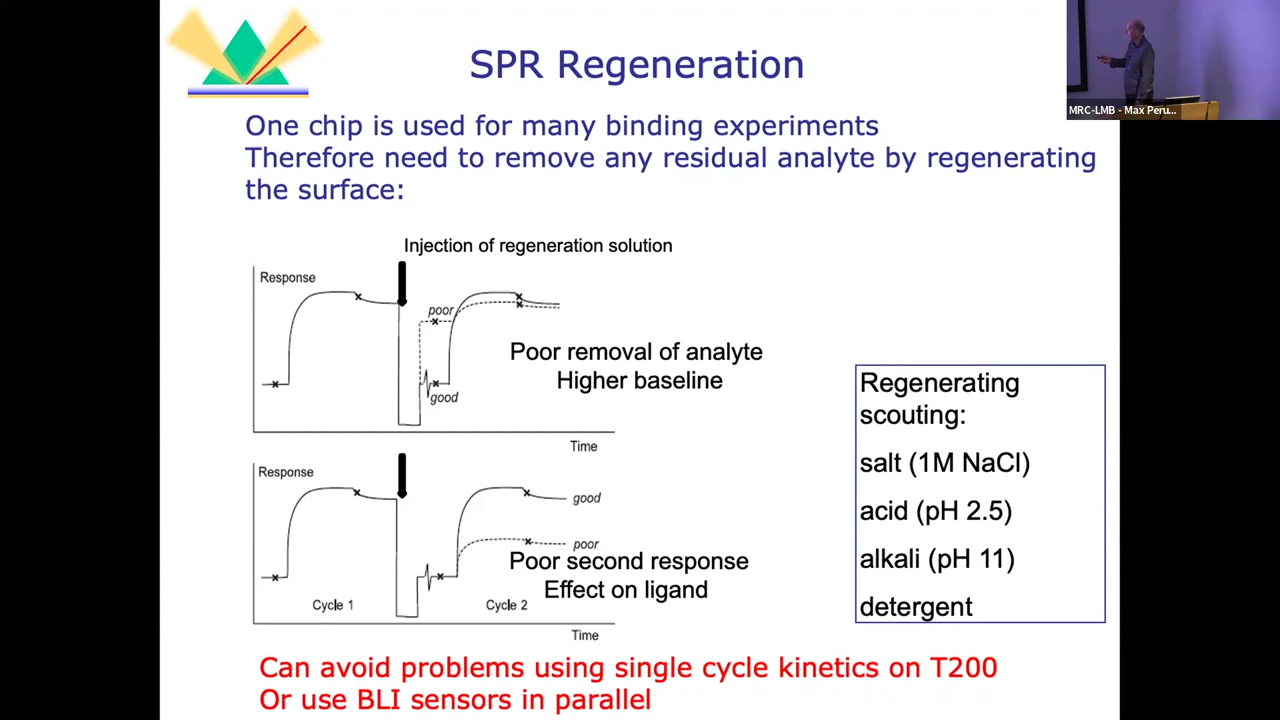 SPR Regeneration
MRC-LMB - Max Peru...
One chip is used for many binding experiments
Therefore need to remove any residual analyte by regenerating
the surface:
Injection of regeneration solution
Response
poor
good
Poor removal of analyte
Higher baseline
Time
Response
good
poor
Poor second response
Effect on ligand
Cycle 1
Cycle 2
Time
Regenerating
scouting:
salt (1M NaCl)
acid (pH 2.5)
alkali (pH 11)
detergent
Can avoid problems using single cycle kinetics on T200
Or use BLI sensors in parallel